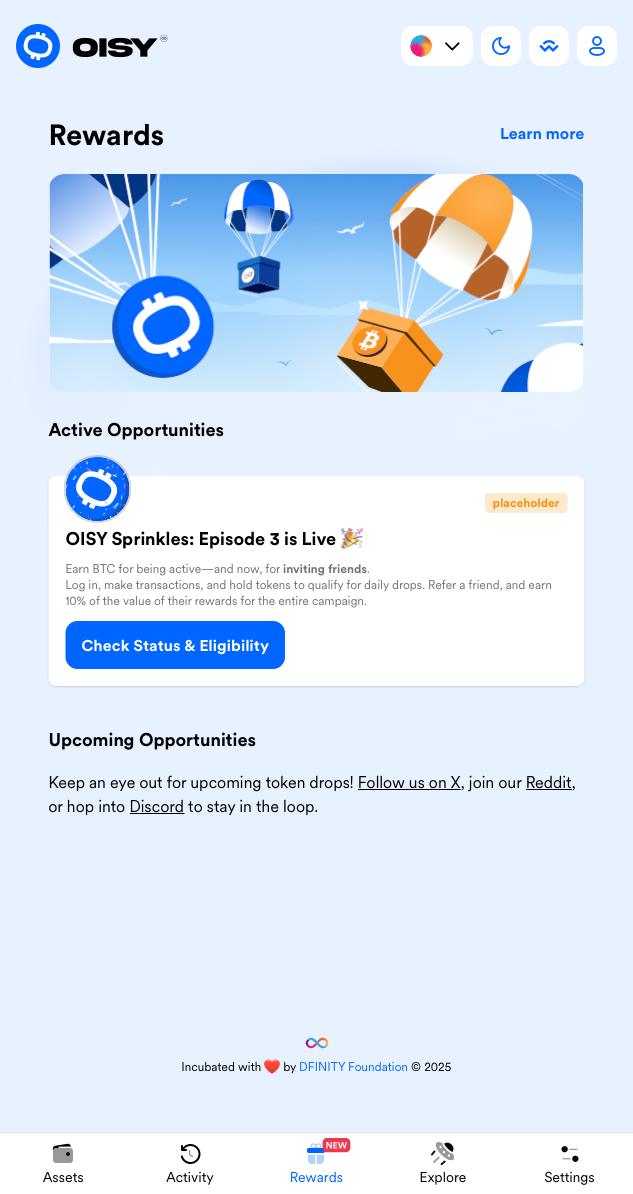 OISY
Rewards
Learn more
Active Opportunities
placeholder
OISY Sprinkles: Episode 3 is Live 🎉
Earn BTC for being active—and now, for inviting friends.
Log in, make transactions, and hold tokens to qualify for daily drops. Refer a friend, and earn
10% of the value of their rewards for the entire campaign.
Check Status & Eligibility
Upcoming Opportunities
Keep an eye out for upcoming token drops! Follow us on X, join our Reddit,
or hop into Discord to stay in the loop.
Incubated with ❤️ by DFINITY Foundation © 2025
NEW
Assets
Activity
Rewards
Explore
Settings